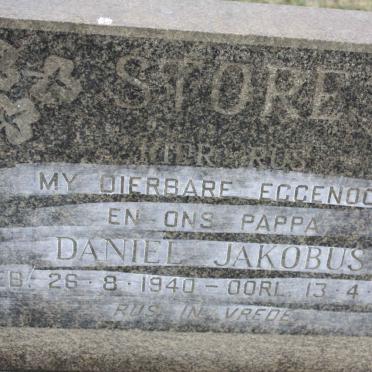 STORE
HIER RUS
MY DIERBARE EGGENOO
EN ONS PAPPA
DANIEL JAKOBUS
EB. 26·8·1940 – OORL. 13·4·
RUS IN VREDE